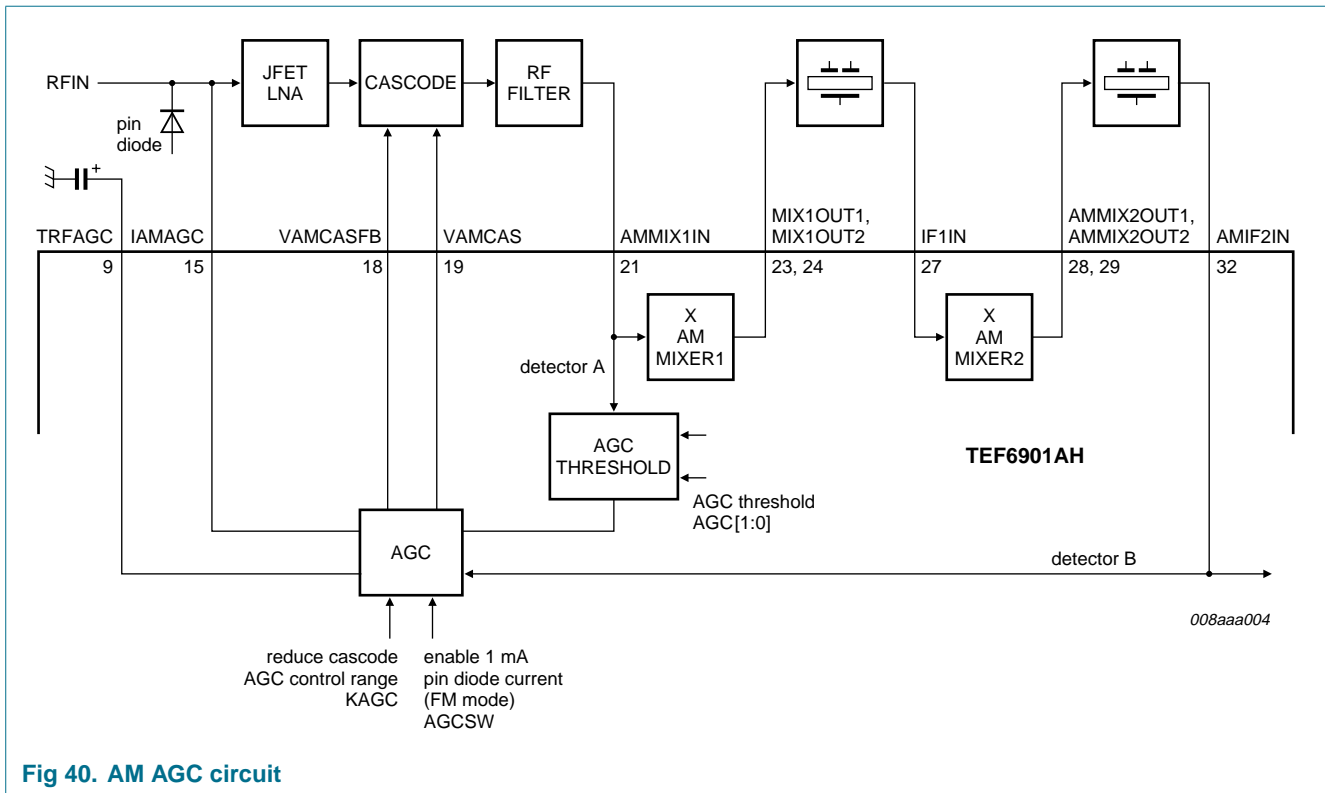 RFIN
pin
diode
JFET
LNA
CASCODE
RF
FILTER
+
TRFAGC
IAMAGC
VAMCASFB
VAMCAS
AMMIX1IN
MIX1OUT1,
MIX1OUT2
IF1IN
AMMIX2OUT1,
AMMIX2OUT2
AMIF2IN
9
15
18
19
21
23, 24
27
28, 29
32
X
AM
MIXER1
X
AM
MIXER2
detector A
AGC
THRESHOLD
TEF6901AH
AGC threshold
AGC[1:0]
AGC
detector B
008aaa004
reduce cascode
AGC control range
KAGC
enable 1 mA
pin diode current
(FM mode)
AGCSW
Fig 40. AM AGC circuit